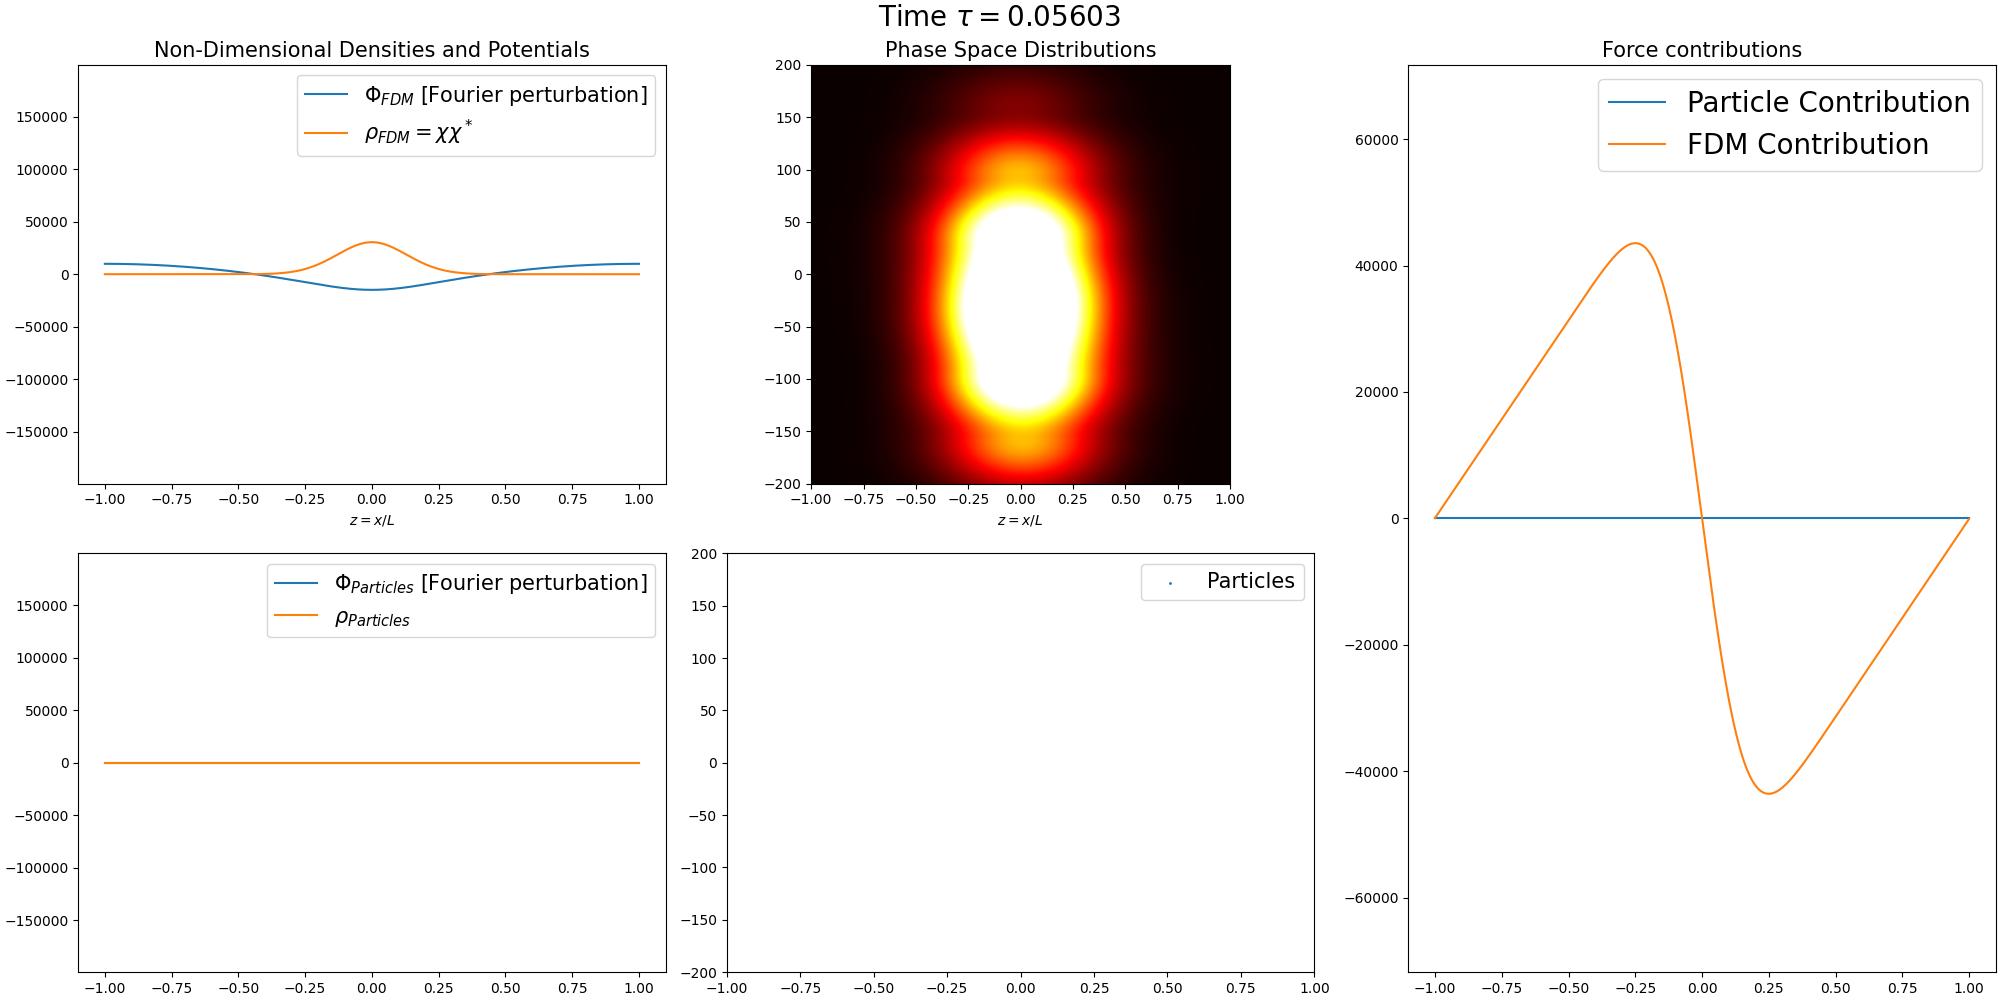 Time τ = 0.05603
Non-Dimensional Densities and Potentials
Φ_FDM [Fourier perturbation]
ρ_FDM = χχ*
150000
100000
50000
0
−50000
−100000
−150000
−1.00 −0.75 −0.50 −0.25 0.00 0.25 0.50 0.75 1.00
z = x/L
Phase Space Distributions
200
150
100
50
0
−50
−100
−150
−200
−1.00 −0.75 −0.50 −0.25 0.00 0.25 0.50 0.75 1.00
z = x/L
Force contributions
Particle Contribution
FDM Contribution
60000
40000
20000
0
−20000
−40000
−60000
−1.00 −0.75 −0.50 −0.25 0.00 0.25 0.50 0.75 1.00
Φ_Particles [Fourier perturbation]
ρ_Particles
150000
100000
50000
0
−50000
−100000
−150000
−1.00 −0.75 −0.50 −0.25 0.00 0.25 0.50 0.75 1.00
Particles
200
150
100
50
0
−50
−100
−150
−200
−1.00 −0.75 −0.50 −0.25 0.00 0.25 0.50 0.75 1.00